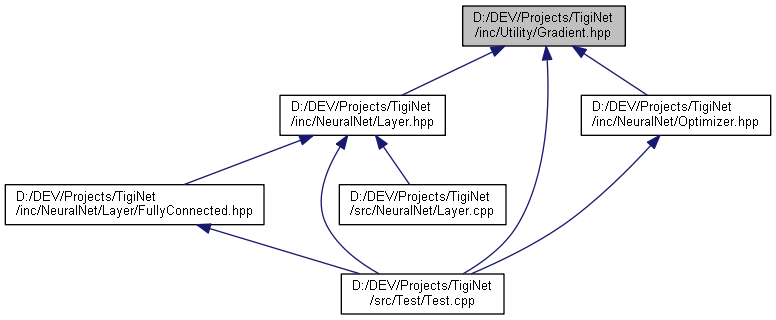 D:/DEV/Projects/TigiNet
/inc/Utility/Gradient.hpp
D:/DEV/Projects/TigiNet
/inc/NeuralNet/Layer.hpp
D:/DEV/Projects/TigiNet
/inc/NeuralNet/Optimizer.hpp
D:/DEV/Projects/TigiNet
/inc/NeuralNet/Layer/FullyConnected.hpp
D:/DEV/Projects/TigiNet
/src/NeuralNet/Layer.cpp
D:/DEV/Projects/TigiNet
/src/Test/Test.cpp